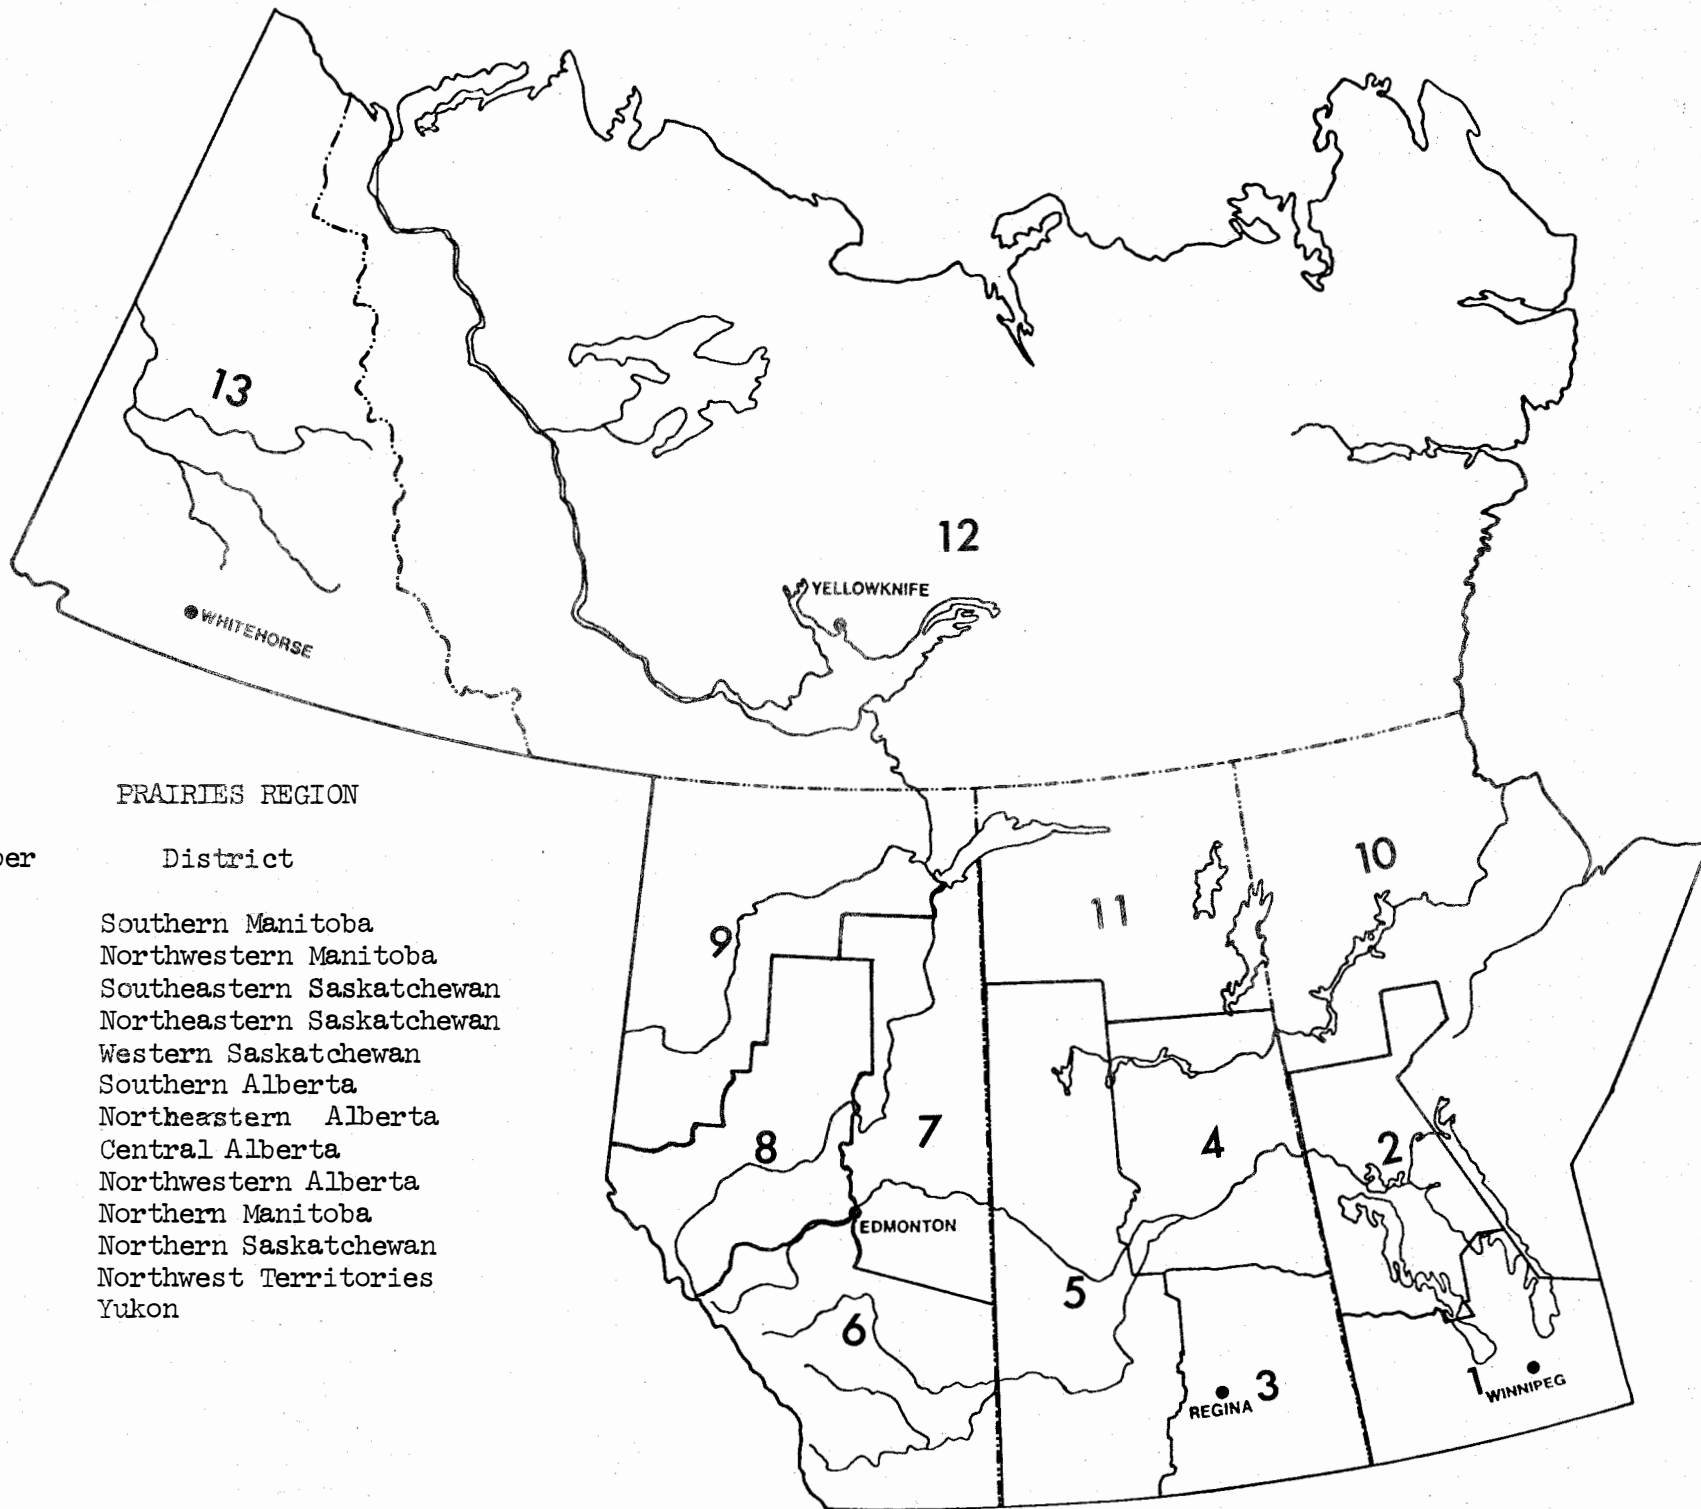 13
12
YELLOWKNIFE
WHITEHORSE
PRAIRIES REGION
District
10
11
9
Southern Manitoba
Northwestern Manitoba
Southeastern Saskatchewan
Northeastern Saskatchewan
Western Saskatchewan
Southern Alberta
Northeastern Alberta
Central Alberta
Northwestern Alberta
Northern Manitoba
Northern Saskatchewan
Northwest Territories
Yukon
7
8
4
2
EDMONTON
5
6
3
REGINA
1
WINNIPEG